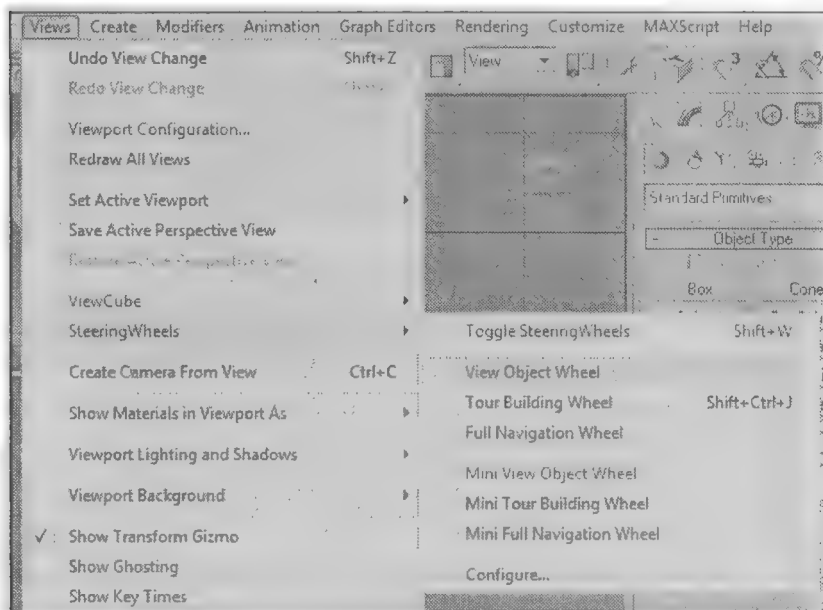 Views Create Modifiers Animation Graph Editors Rendering Customize MAXScript Help
Undo View Change Shift+Z
Redo View Change
Viewport Configuration...
Redraw All Views
Set Active Viewport
Save Active Perspective View
ViewCube
SteeringWheels
Create Camera From View Ctrl+C
Show Materials in Viewport As
Viewport Lighting and Shadows
Viewport Background
✓ Show Transform Gizmo
Show Ghosting
Show Key Times
View
3
Standard Primitives
- Object Type
Box Cone
Toggle SteeringWheels Shift+W
View Object Wheel
Tour Building Wheel Shift+Ctrl+J
Full Navigation Wheel
Mini View Object Wheel
Mini Tour Building Wheel
Mini Full Navigation Wheel
Configure...